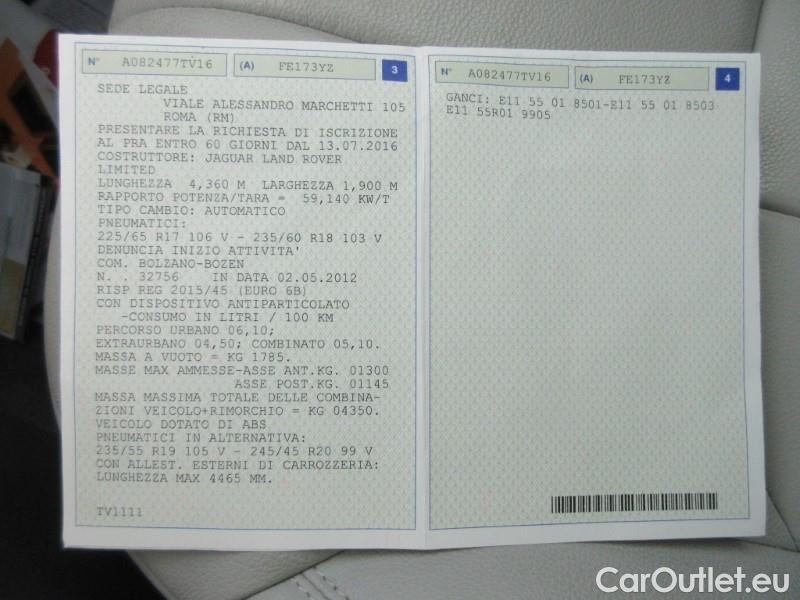 N° A082477TV16 (A) FE173YZ 3
SEDE LEGALE
VIALE ALESSANDRO MARCHETTI 105
ROMA (RM)
PRESENTARE LA RICHIESTA DI ISCRIZIONE
AL PRA ENTRO 60 GIORNI DAL 13.07.2016
COSTRUTTORE: JAGUAR LAND ROVER
LIMITED
LUNGHEZZA 4,360 M LARGHEZZA 1,900 M
RAPPORTO POTENZA/TARA = 59,140 KW/T
TIPO CAMBIO: AUTOMATICO
PNEUMATICI:
225/65 R17 106 V - 235/60 R18 103 V
DENUNCIA INIZIO ATTIVITA'
COM. BOLZANO-BOZEN
N. . 32756 IN DATA 02.05.2012
RISP REG 2015/45 (EURO 6B)
CON DISPOSITIVO ANTIPARTICOLATO
-CONSUMO IN LITRI / 100 KM
PERCORSO URBANO 06,10;
EXTRAURBANO 04,50; COMBINATO 05,10.
MASSA A VUOTO = KG 1785.
MASSE MAX AMMESSE-ASSE ANT.KG. 01300
ASSE POST.KG. 01145
MASSA MASSIMA TOTALE DELLE COMBINA-
ZIONI VEICOLO+RIMORCHIO = KG 04350.
VEICOLO DOTATO DI ABS
PNEUMATICI IN ALTERNATIVA:
235/55 R19 105 V - 245/45 R20 99 V
CON ALLEST. ESTERNI DI CARROZZERIA:
LUNGHEZZA MAX 4465 MM.
TV1111
N° A082477TV16 (A) FE173YZ 4
GANCI: E11 55 01 8501-E11 55 01 8503
E11 55R01 9905
CarOutlet.eu